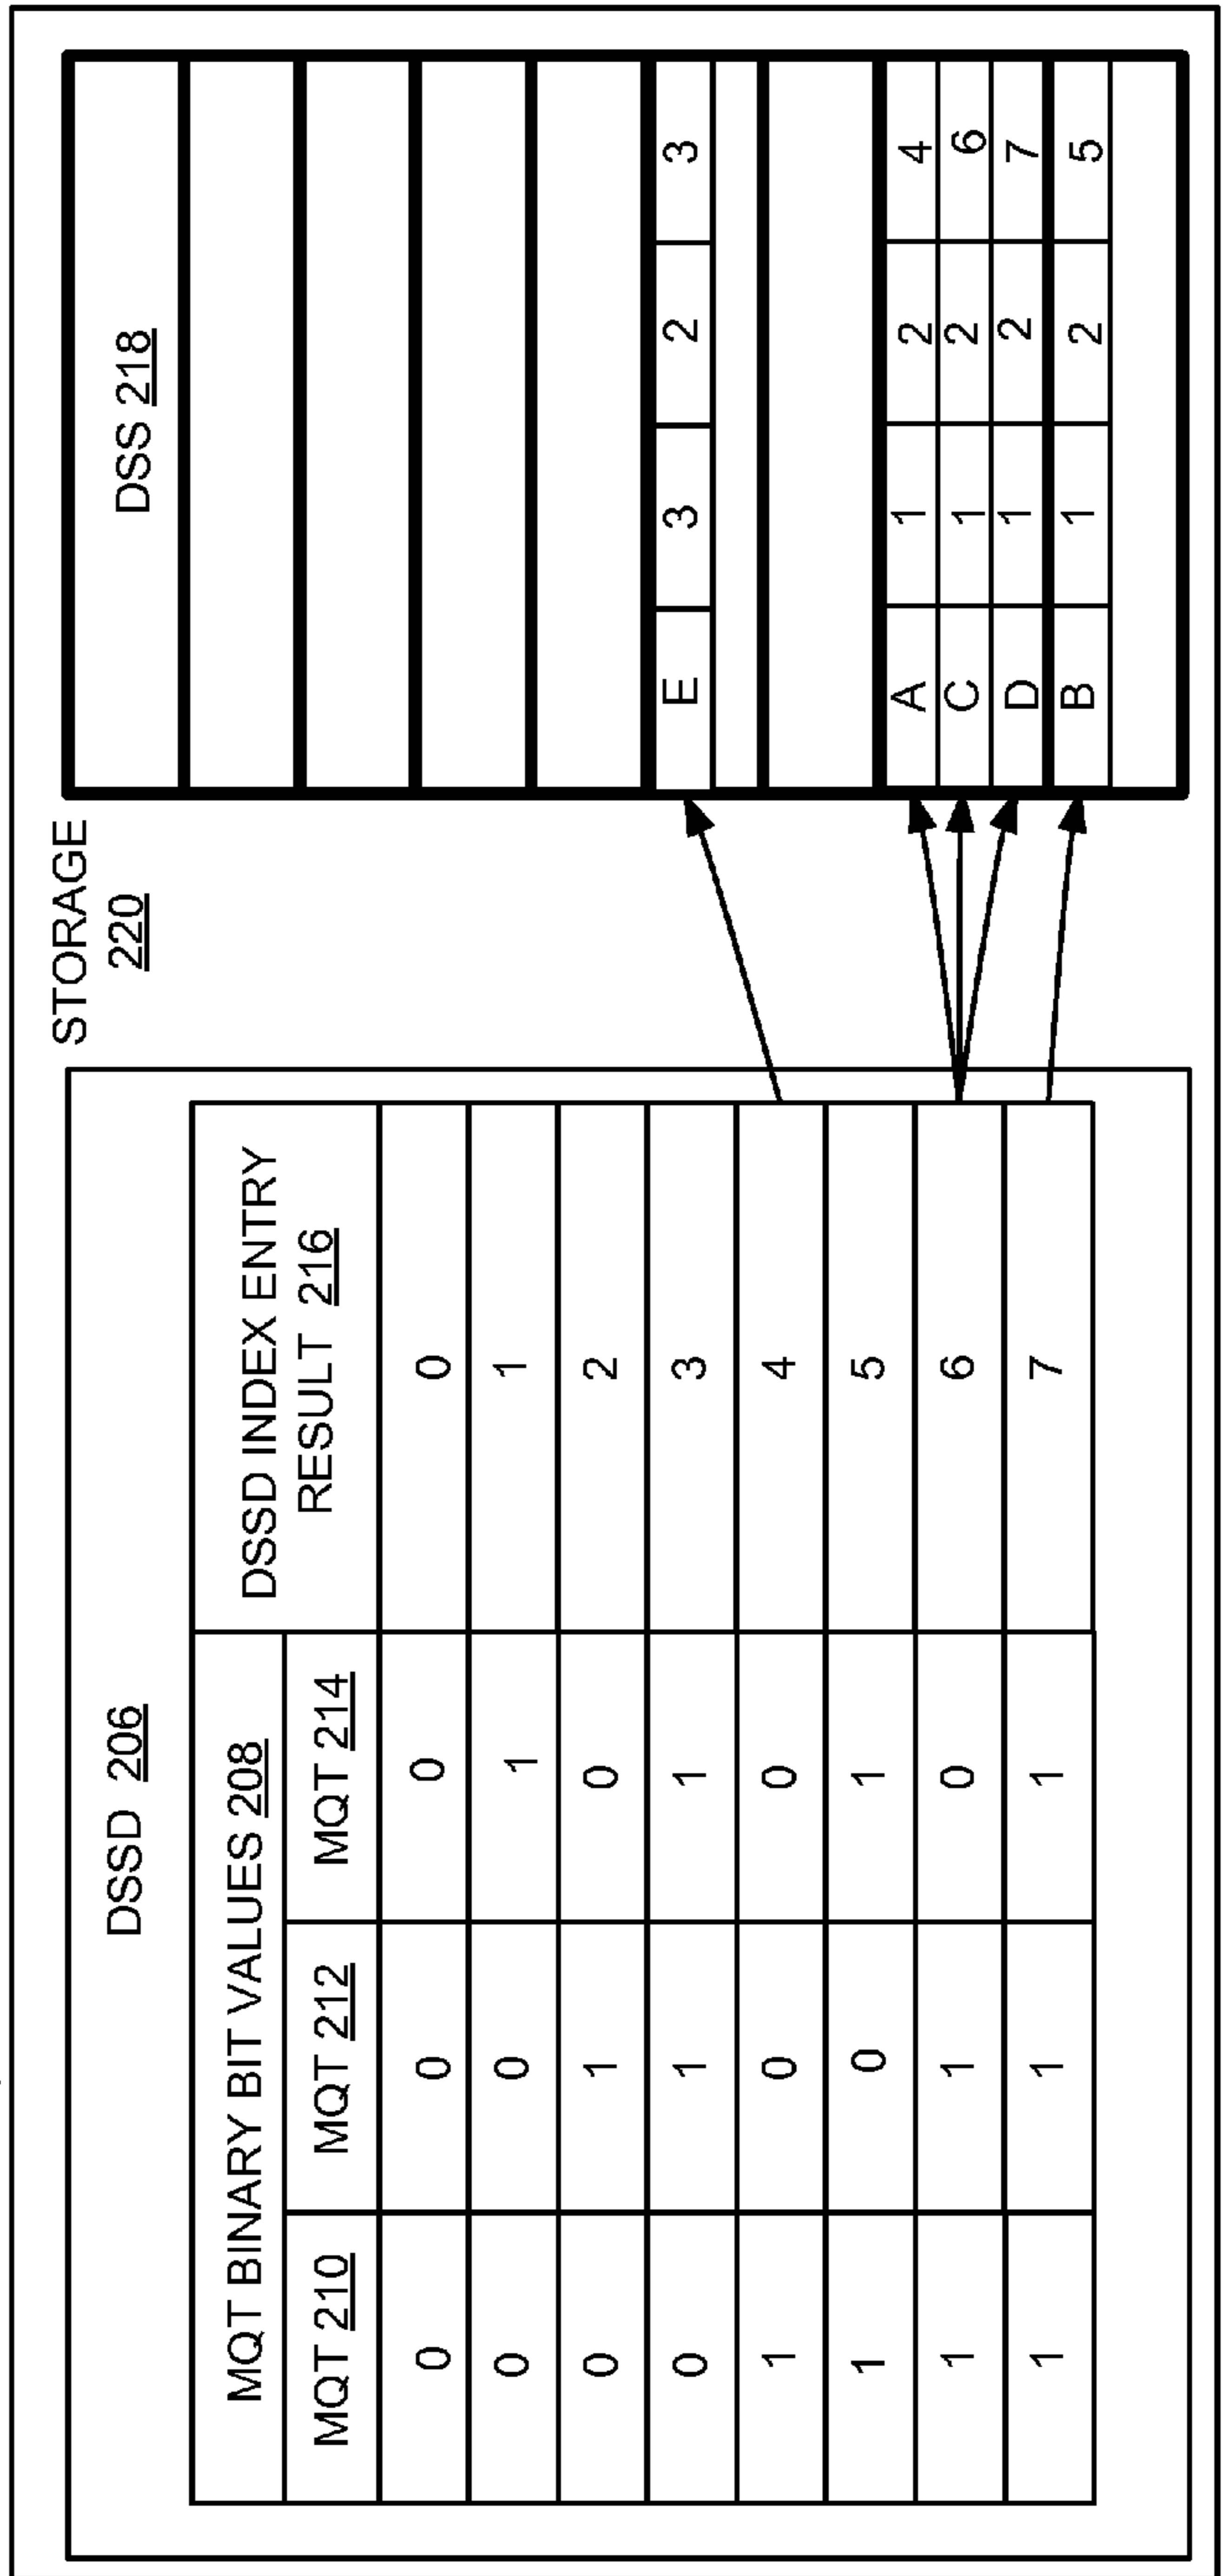 STORAGE
220
DSSD 206
MQT BINARY BIT VALUES 208
DSSD INDEX ENTRY
RESULT 216
MQT 210 MQT 212 MQT 214
0 0 0 0
0 0 1 1
0 1 0 2
0 1 1 3
1 0 0 4
1 0 1 5
1 1 0 6
1 1 1 7
DSS 218
E 3 2 3
A 1 2 4
C 1 2 6
D 1 2 7
B 1 2 5